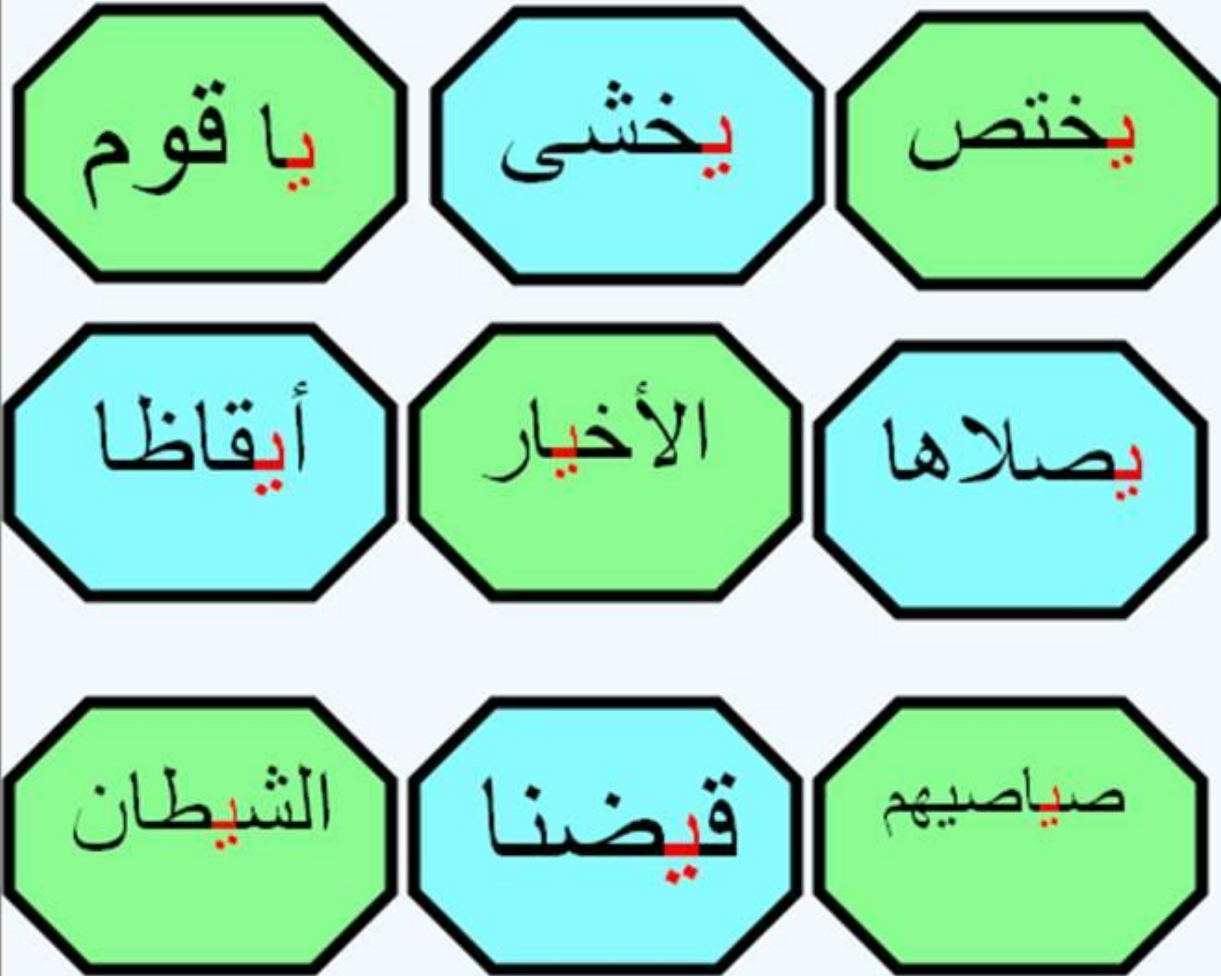 يختص
يخشى
يا قوم
يصلاها
الأخيار
أيقاظا
صياصيهم
قيضنا
الشيطان